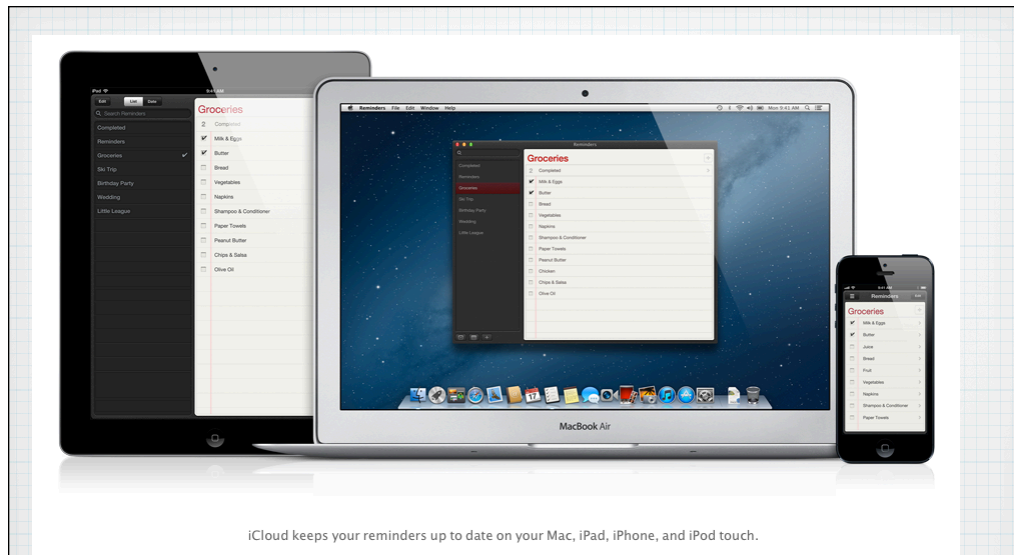 iPad
9:41 AM
Edit
List
Date
Search Reminders
Completed
Reminders
Groceries
Ski Trip
Birthday Party
Wedding
Little League
Groceries
2 Completed
Milk & Eggs
Butter
Bread
Vegetables
Napkins
Shampoo & Conditioner
Paper Towels
Peanut Butter
Chips & Salsa
Olive Oil
Reminders File Edit Window Help
Mon 9:41 AM
Reminders
Completed
Reminders
Groceries
Ski Trip
Birthday Party
Wedding
Little League
Groceries
2 Completed
Milk & Eggs
Butter
Bread
Vegetables
Napkins
Shampoo & Conditioner
Paper Towels
Peanut Butter
Chicken
Chips & Salsa
Olive Oil
17
MacBook Air
9:41 AM
Reminders
Edit
Groceries
Milk & Eggs
Butter
Juice
Bread
Fruit
Vegetables
Napkins
Shampoo & Conditioner
Paper Towels
iCloud keeps your reminders up to date on your Mac, iPad, iPhone, and iPod touch.